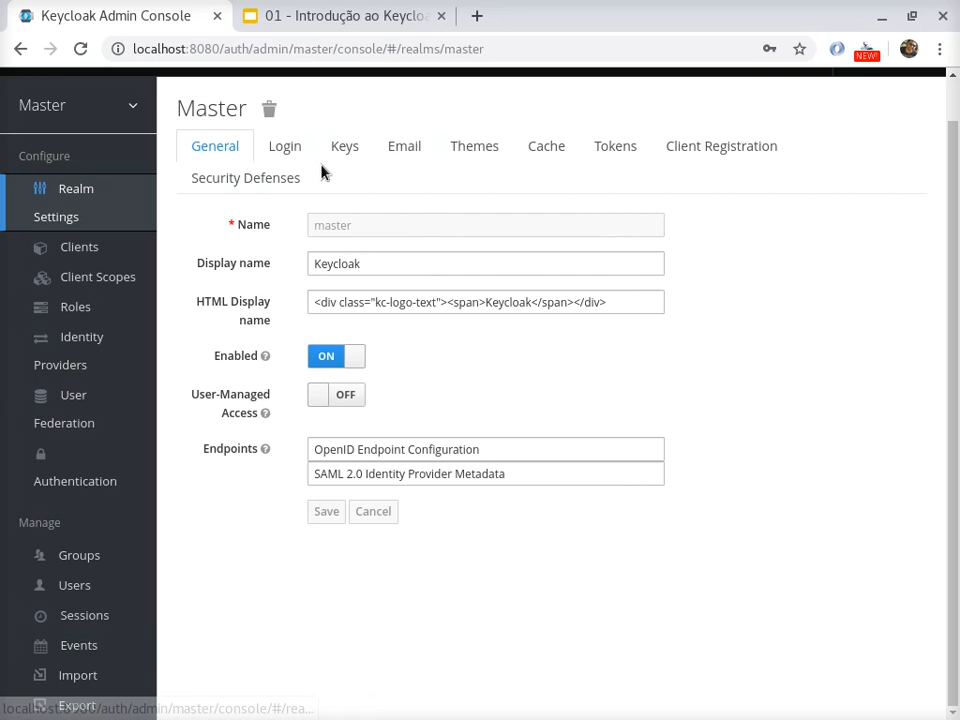 Keycloak Admin Console
01 - Introdução ao Keyclo
localhost:8080/auth/admin/master/console/#/realms/master
NEW!
Master
Master
General
Login
Keys
Email
Themes
Cache
Tokens
Client Registration
Security Defenses
Configure
Realm
Settings
Clients
Client Scopes
Roles
Identity
Providers
User
Federation
Authentication
Manage
Groups
Users
Sessions
Events
Import
Export
* Name
master
Display name
Keycloak
HTML Display
name
<div class="kc-logo-text"><span>Keycloak</span></div>
Enabled
ON
User-Managed
Access
OFF
Endpoints
OpenID Endpoint Configuration
SAML 2.0 Identity Provider Metadata
Save
Cancel
localhost:8080/auth/admin/master/console/#/rea...